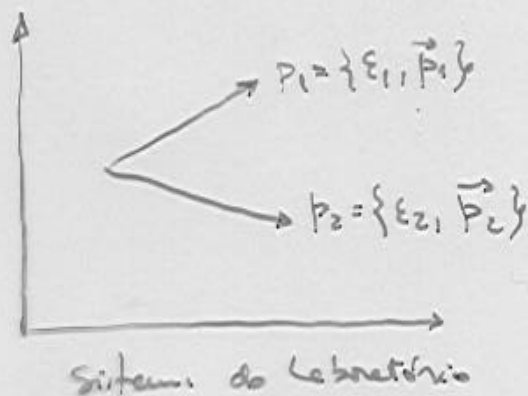 p₁ = {ε₁, p⃗₁}
p₂ = {ε₂, p⃗₂}
Sistema do Laboratório